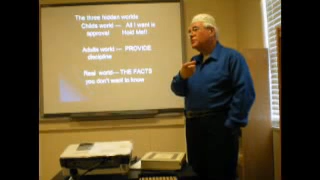 The three hidden worlds
Childs world — All I want is
approval Hold Me!!
Adults world — PROVIDE
discipline
Real world — THE FACTS
you don't want to know